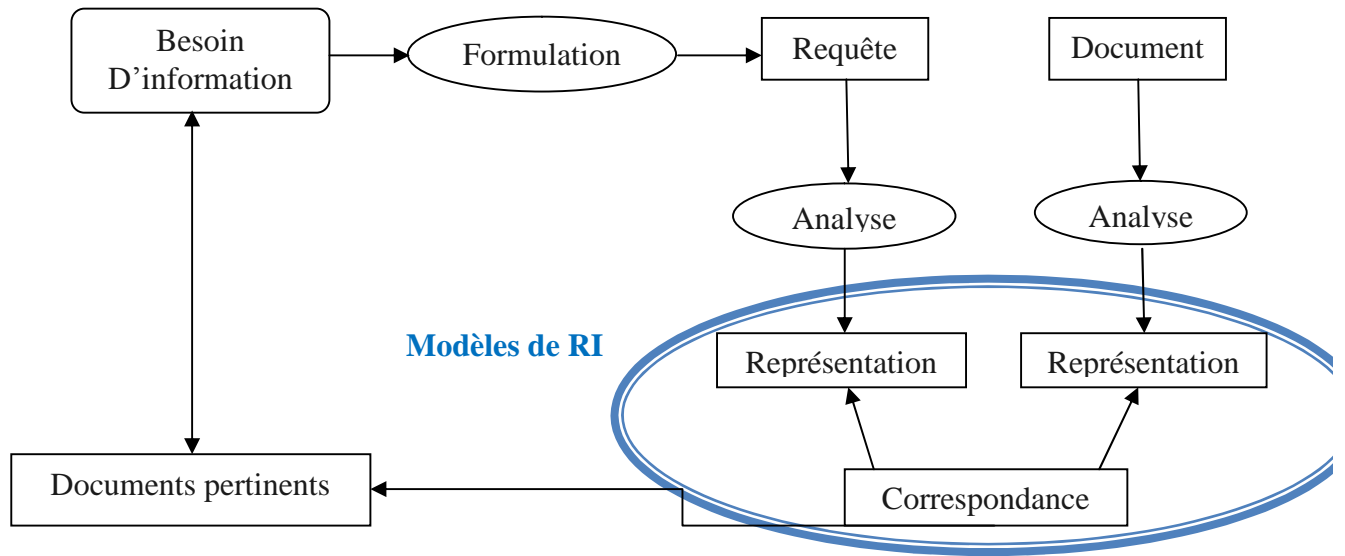 Besoin
D’information
Formulation
Requête
Document
Analyse
Analyse
Modèles de RI
Représentation
Représentation
Documents pertinents
Correspondance